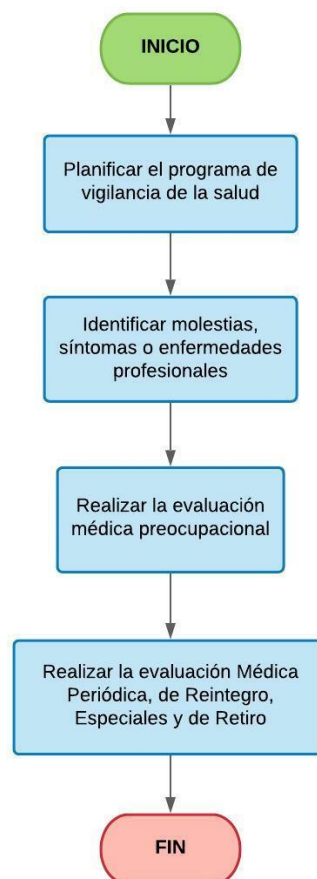 INICIO
Planificar el programa de
vigilancia de la salud
Identificar molestias,
síntomas o enfermedades
profesionales
Realizar la evaluación
médica preocupacional
Realizar la evaluación Médica
Periódica, de Reintegro,
Especiales y de Retiro
FIN